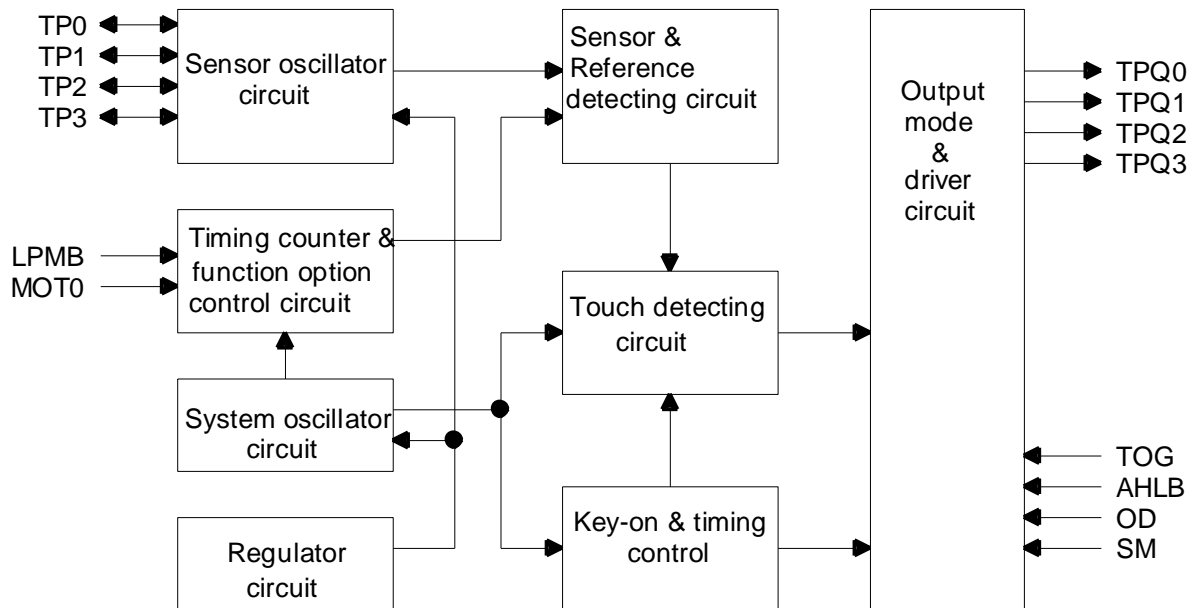 TP0
TP1
TP2
TP3
Sensor oscillator
circuit
Sensor &
Reference
detecting circuit
Output
mode
&
driver
circuit
TPQ0
TPQ1
TPQ2
TPQ3
LPMB
MOT0
Timing counter &
function option
control circuit
Touch detecting
circuit
System oscillator
circuit
Regulator
circuit
Key-on & timing
control
TOG
AHLB
OD
SM